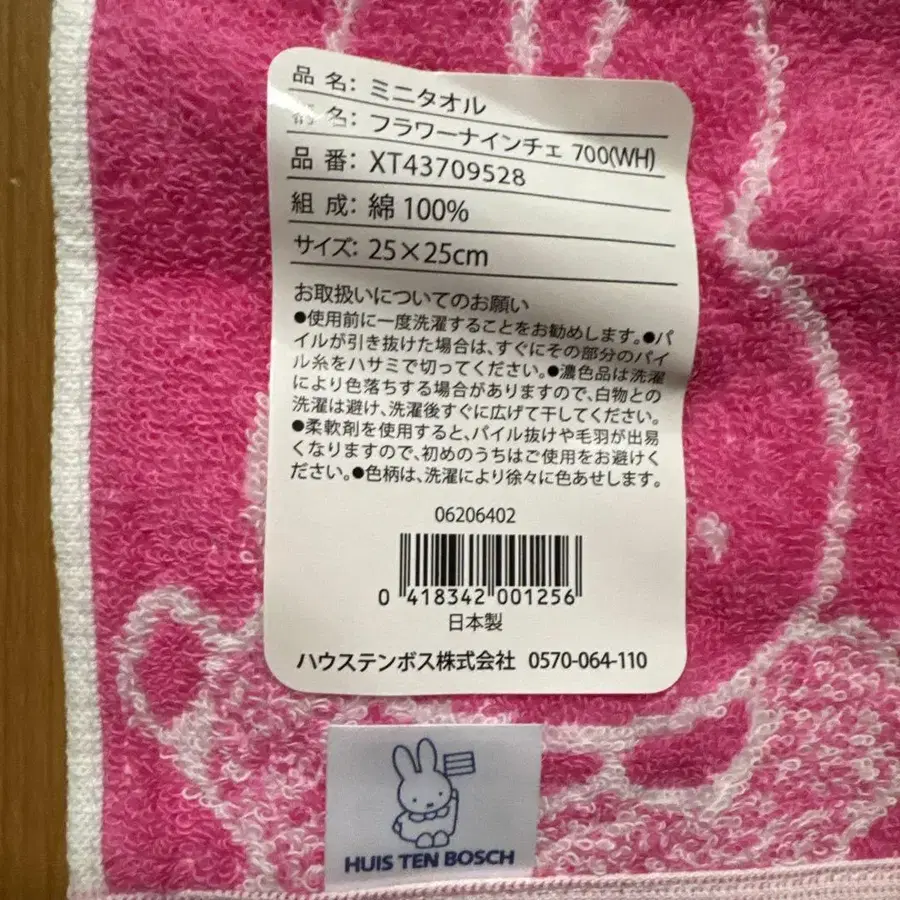 品 名: ミニタオル
柄 名: フラワーナインチェ 700(WH)
品 番: XT43709528
組 成: 綿 100%
サイズ: 25×25cm
お取扱いについてのお願い
●使用前に一度洗濯することをお勧めします。●パ
イルが引き抜けた場合は、すぐにその部分のパイ
ル糸をハサミで切ってください。●濃色品は洗濯
により色落ちする場合がありますので、白物との
洗濯は避け、洗濯後すぐに広げて干してください。
●柔軟剤を使用すると、パイル抜けや毛羽が出易
くなりますので、初めのうちはご使用をお避けく
ださい。●色柄は、洗濯により徐々に色あせします。
06206402
0 418342 001256
日本製
ハウステンボス株式会社 0570-064-110
HUIS TEN BOSCH